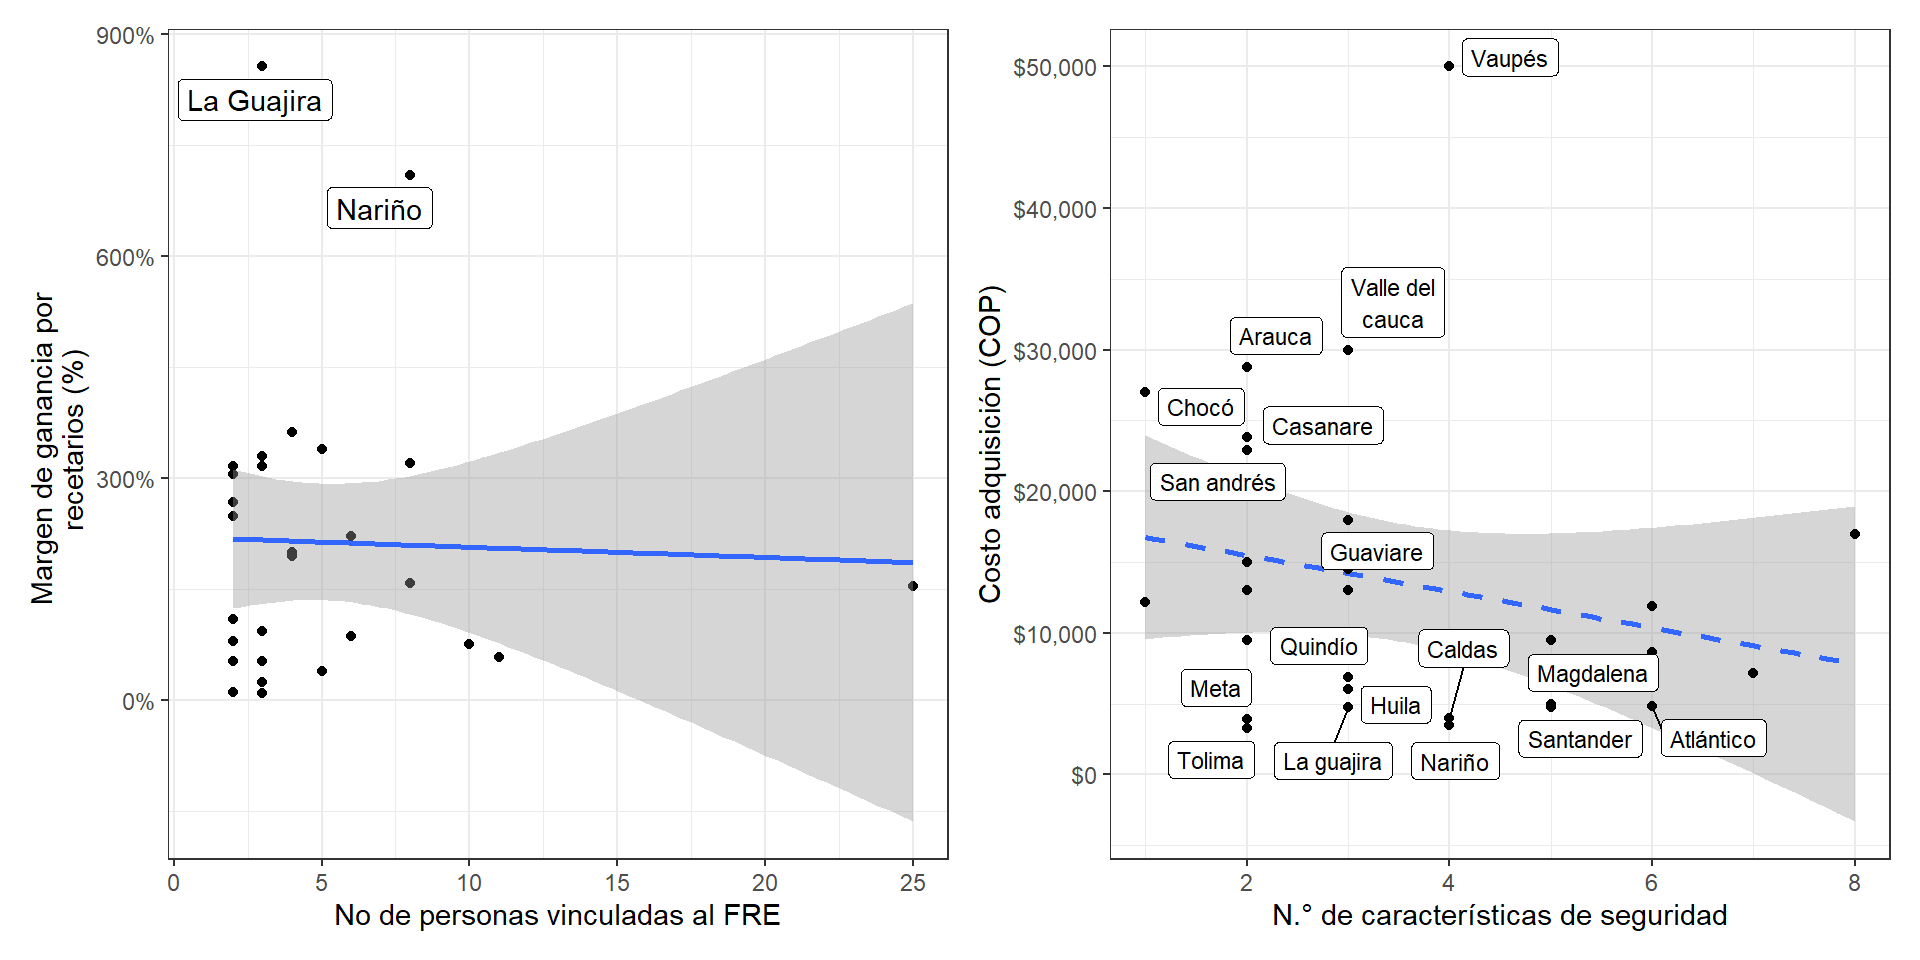 Margen de ganancia por
recetarios (%)
900%
600%
300%
0%
La Guajira
Nariño
0
5
10
15
20
25
No de personas vinculadas al FRE
Costo adquisición (COP)
$50,000
$40,000
$30,000
$20,000
$10,000
$0
Vaupés
Valle del
cauca
Arauca
Chocó
Casanare
San andrés
Guaviare
Quindío
Caldas
Magdalena
Meta
Huila
Santander
Atlántico
Tolima
La guajira
Nariño
2
4
6
8
N.° de características de seguridad